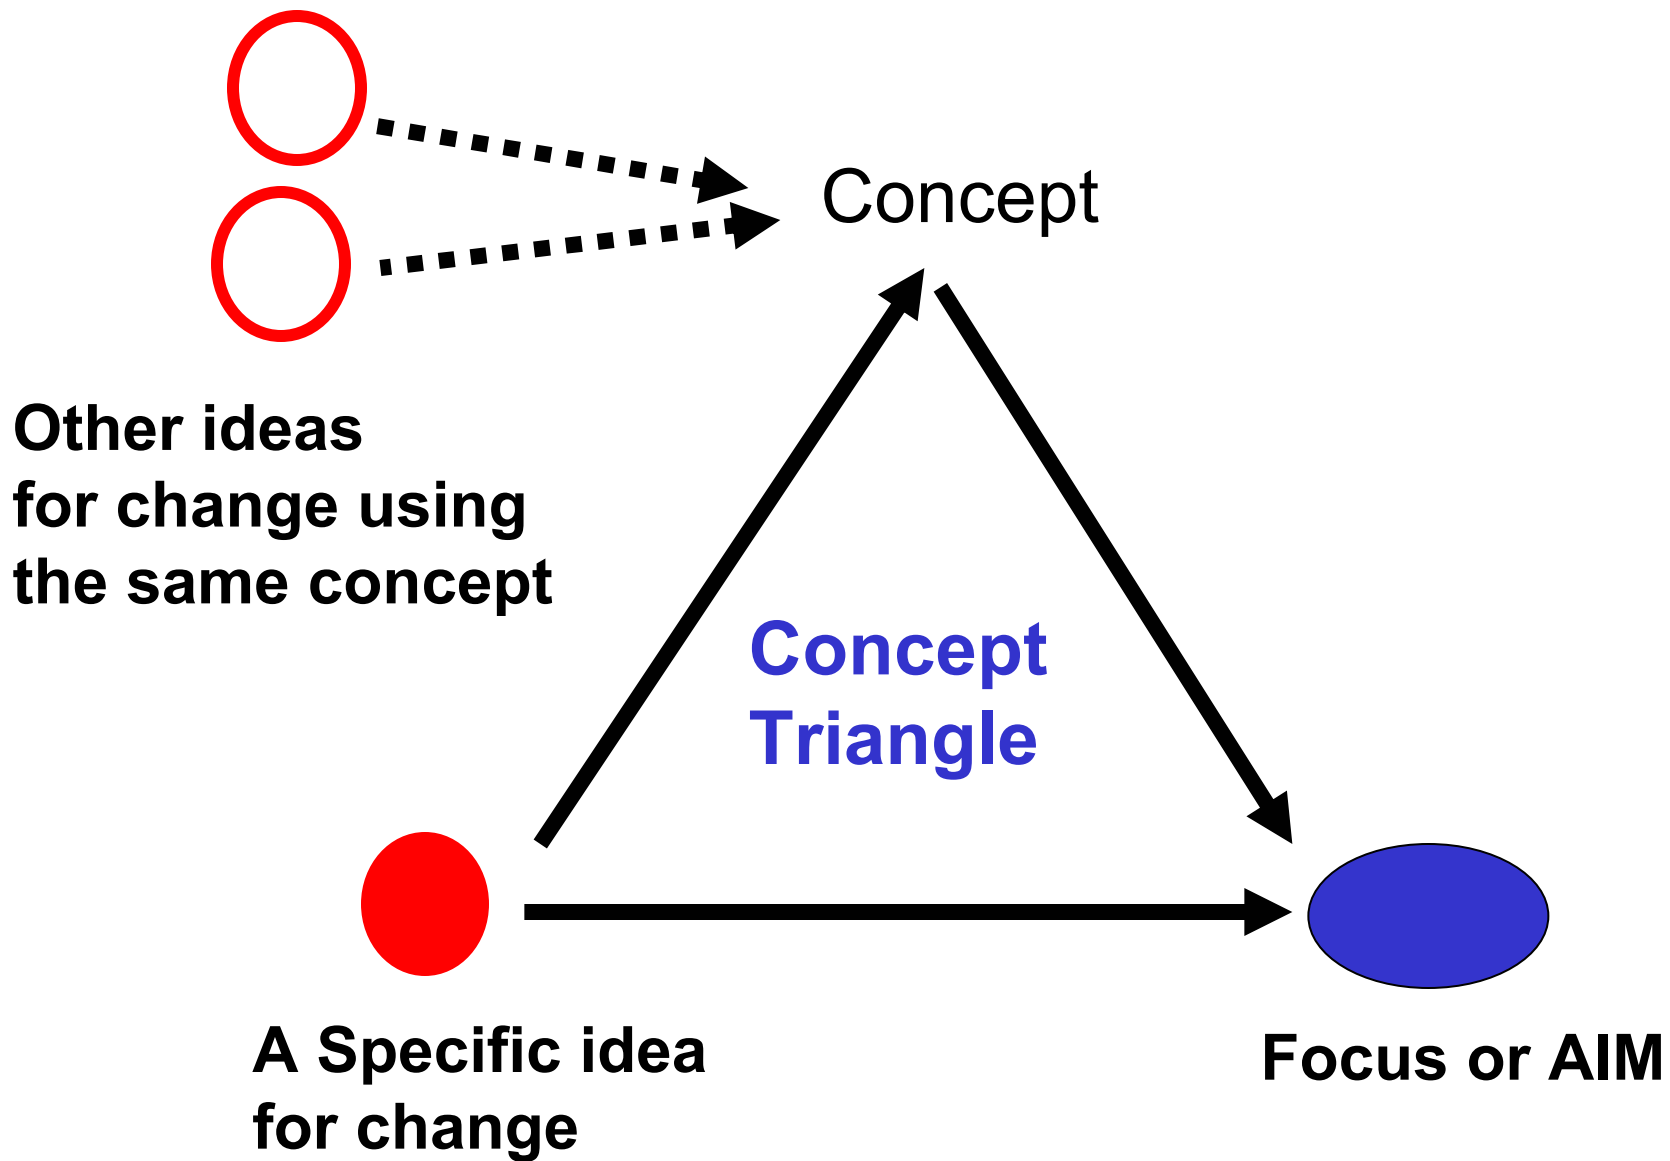 Concept
Other ideas
for change using
the same concept
Concept
Triangle
A Specific idea
for change
Focus or AIM